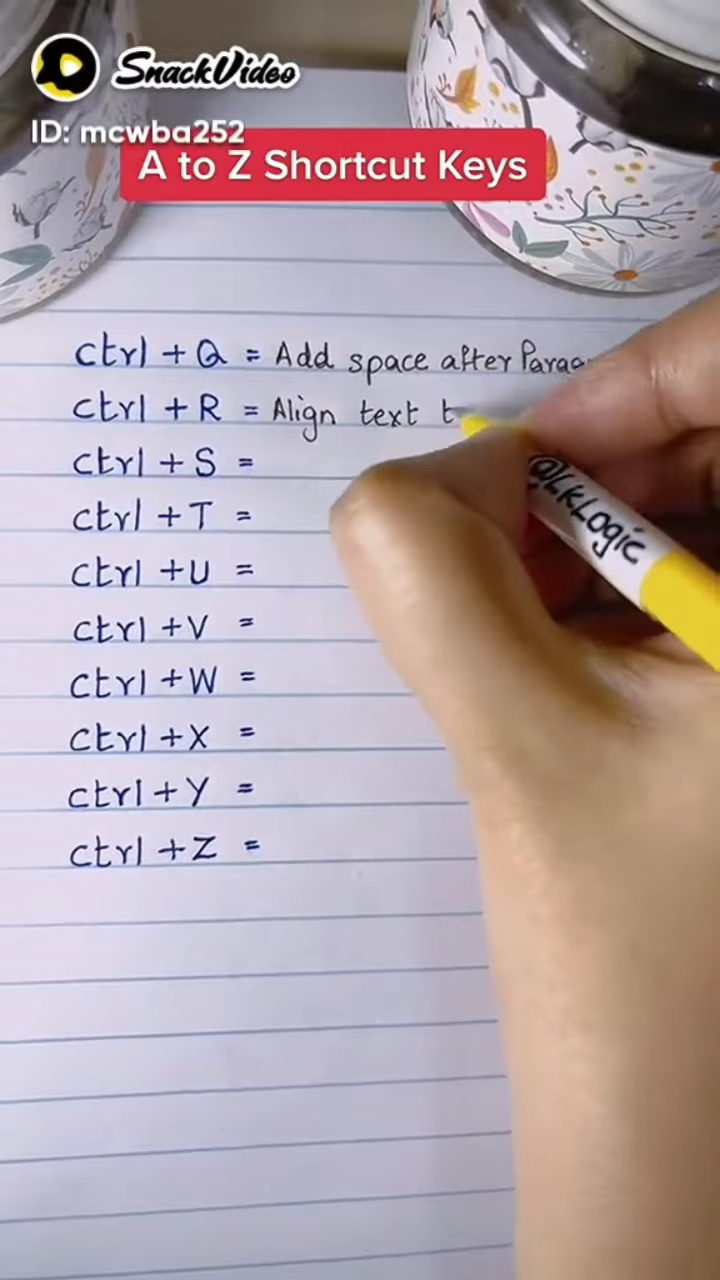 SnackVideo
ID: mcwba252
A to Z Shortcut Keys
ctrl + Q = Add space after
ctrl + R = Align text t
ctrl + S =
ctrl + T =
ctrl + U =
ctrl + V =
ctrl + W =
ctrl + X =
ctrl + Y =
ctrl + Z =
@LKLogic